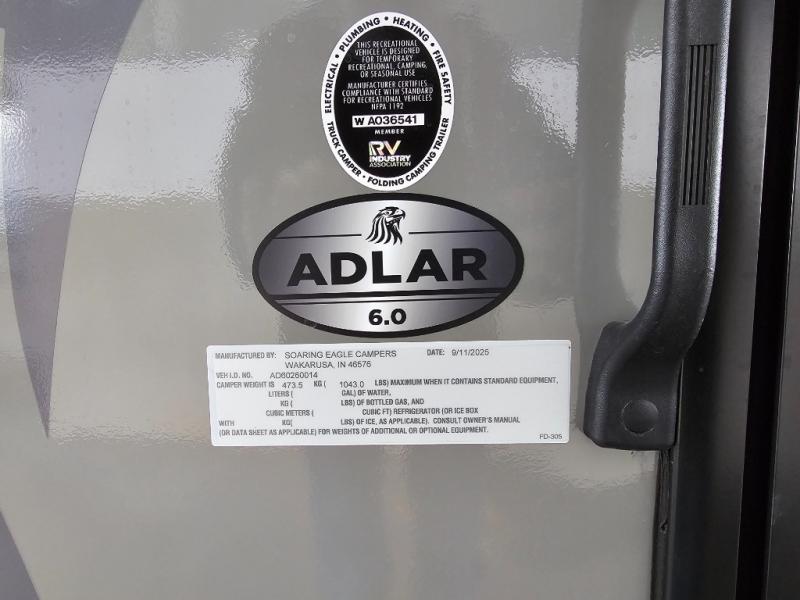 ELECTRICAL • PLUMBING • HEATING • FIRE SAFETY
THIS RECREATIONAL
VEHICLE IS DESIGNED
FOR TEMPORARY
RECREATIONAL, CAMPING,
OR SEASONAL USE
MANUFACTURER CERTIFIES
COMPLIANCE WITH STANDARD
FOR RECREATIONAL VEHICLES
NFPA 1192
W A036541
MEMBER
RV
INDUSTRY
ASSOCIATION
TRUCK CAMPER • FOLDING CAMPING TRAILER
ADLAR
6.0
MANUFACTURED BY: SOARING EAGLE CAMPERS DATE: 9/11/2025
WAKARUSA, IN 46576
VEH I.D. NO. AD60260014
CAMPER WEIGHT IS 473.5 KG ( 1043.0 LBS) MAXIMUM WHEN IT CONTAINS STANDARD EQUIPMENT,
LITERS ( GAL) OF WATER,
KG ( LBS) OF BOTTLED GAS, AND
CUBIC METERS ( CUBIC FT) REFRIGERATOR (OR ICE BOX
WITH KG( LBS) OF ICE, AS APPLICABLE). CONSULT OWNER'S MANUAL
(OR DATA SHEET AS APPLICABLE) FOR WEIGHTS OF ADDITIONAL OR OPTIONAL EQUIPMENT.
FD-305